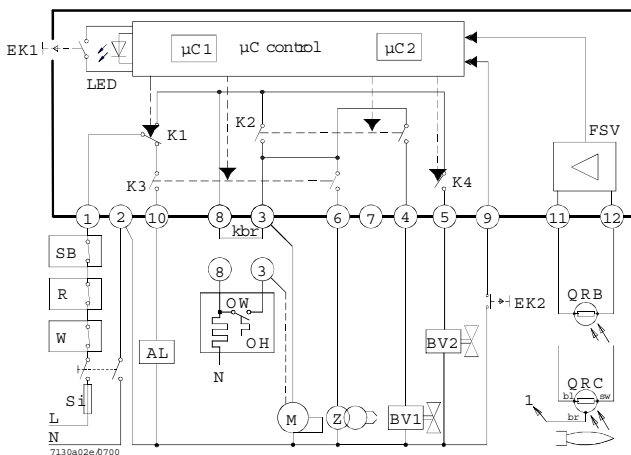 µC1
µC control
µC2
EK1
LED
FSV
K1
K2
K3
K4
1
2
10
8
3
6
7
4
5
9
11
12
kbr
SB
8
3
QRB
R
OW
EK2
OH
W
AL
BV2
N
QRC
bl
sw
Si
1
br
L
M
Z
BV1
N
7130a02e/0700